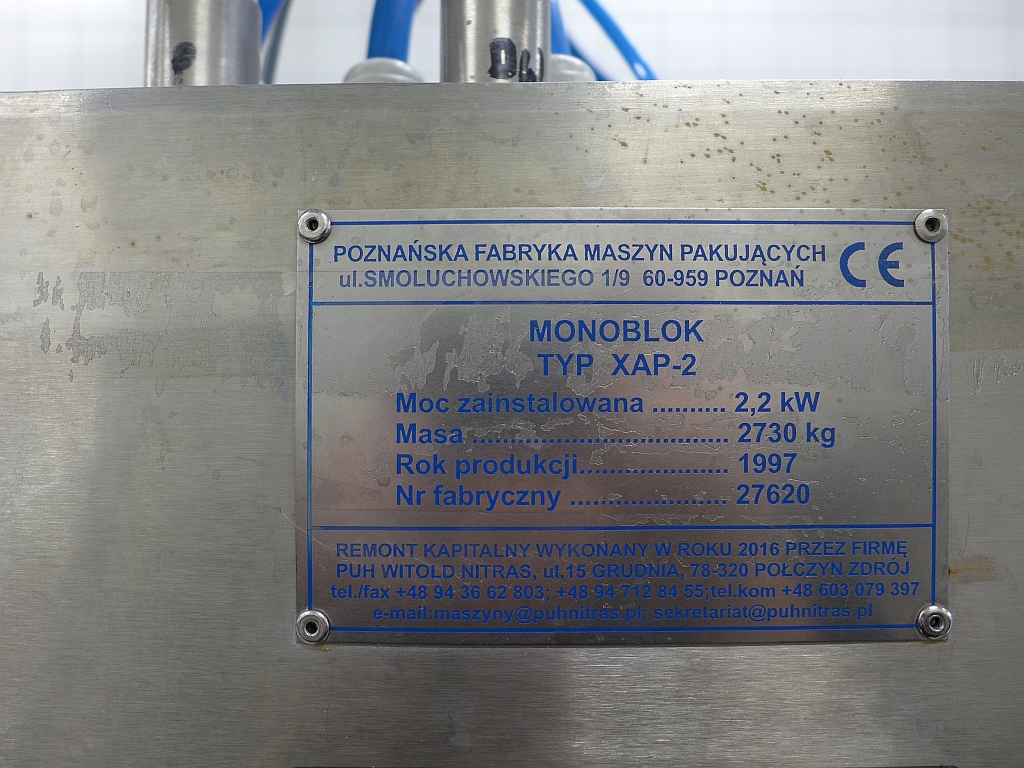 POZNAŃSKA FABRYKA MASZYN PAKUJĄCYCH CE
ul.SMOLUCHOWSKIEGO 1/9 60-959 POZNAŃ
MONOBLOK
TYP XAP-2
Moc zainstalowana .......... 2,2 kW
Masa .................................. 2730 kg
Rok produkcji.................... 1997
Nr fabryczny ..................... 27620
REMONT KAPITALNY WYKONANY W ROKU 2016 PRZEZ FIRMĘ
PUH WITOLD NITRAS, ul.15 GRUDNIA, 78-320 POŁCZYN ZDRÓJ
tel./fax +48 94 36 62 803; +48 94 712 84 55;tel.kom +48 603 079 397
e-mail:maszyny@puhnitras.pl; sekretariat@puhnitras.pl